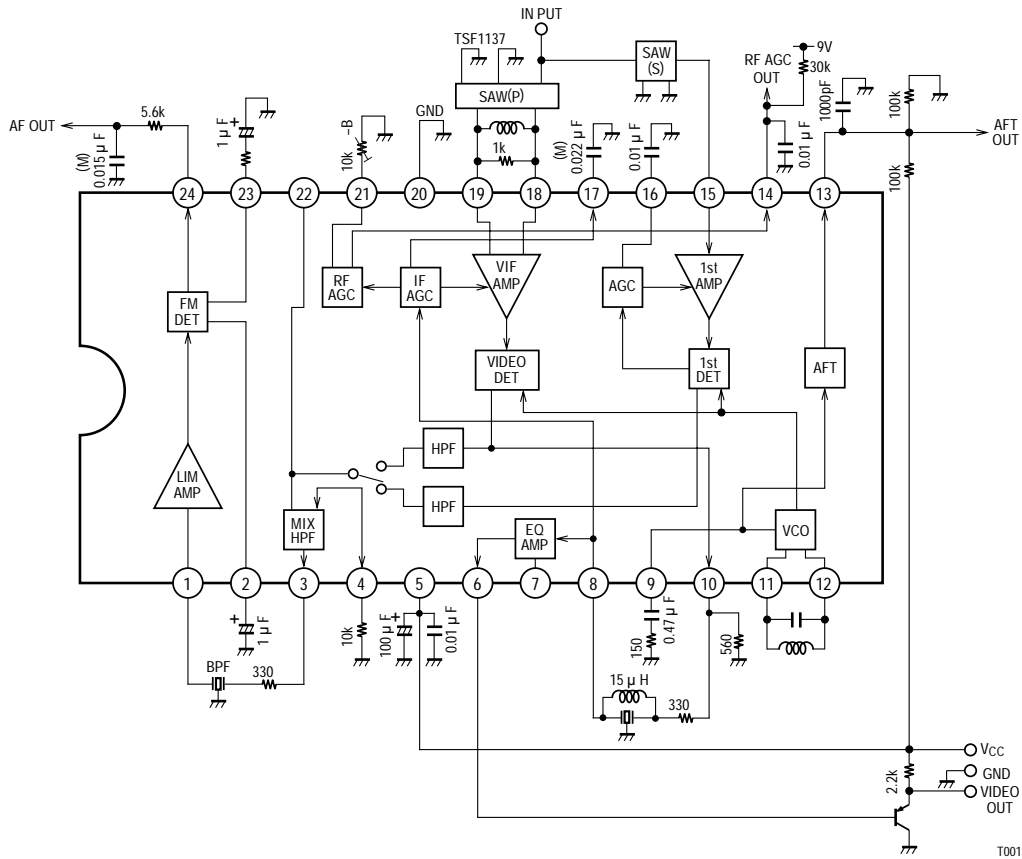 IN PUT
TSF1137
SAW
(S)
SAW(P)
RF AGC
OUT
9V
30k
1000pF
100k
AFT
OUT
AF OUT
5.6k
(M)
0.015 μF
1 μF
+
10k
–B
GND
1k
(M)
0.022 μF
0.01 μF
0.01 μF
100k
24
23
22
21
20
19
18
17
16
15
14
13
FM
DET
RF
AGC
IF
AGC
VIF
AMP
AGC
1st
AMP
VIDEO
DET
1st
DET
AFT
LIM
AMP
HPF
HPF
MIX
HPF
EQ
AMP
VCO
1
2
3
4
5
6
7
8
9
10
11
12
+
1 μF
10k
100 μF
+
0.01 μF
150
0.47 μF
560
BPF
330
15 μH
330
VCC
2.2k
GND
VIDEO
OUT
T001